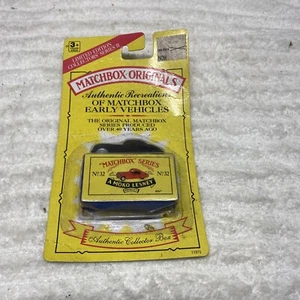 3+
LIMITED EDITION
COLLECTORS SERIES II
MATCHBOX ORIGINALS
Authentic Recreations
OF MATCHBOX
EARLY VEHICLES
THE ORIGINAL MATCHBOX
SERIES PRODUCED
OVER 40 YEARS AGO
"MATCHBOX" SERIES
No 32
No 32
A MOKO LESNEY
Authentic Collector Box